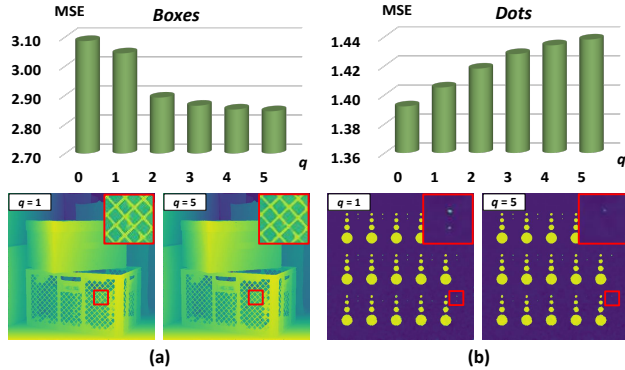 MSE
Boxes
3.10
3.00
2.90
2.80
2.70
0 1 2 3 4 5 q
MSE
Dots
1.44
1.42
1.40
1.38
1.36
0 1 2 3 4 5 q
q = 1
q = 5
q = 1
q = 5
(a)
(b)